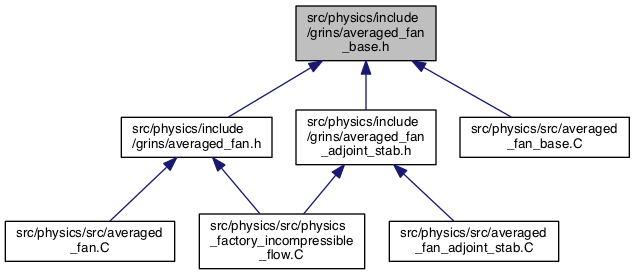 src/physics/include
/grins/averaged_fan
_base.h
src/physics/include
/grins/averaged_fan.h
src/physics/include
/grins/averaged_fan
_adjoint_stab.h
src/physics/src/averaged
_fan_base.C
src/physics/src/averaged
_fan.C
src/physics/src/physics
_factory_incompressible
_flow.C
src/physics/src/averaged
_fan_adjoint_stab.C